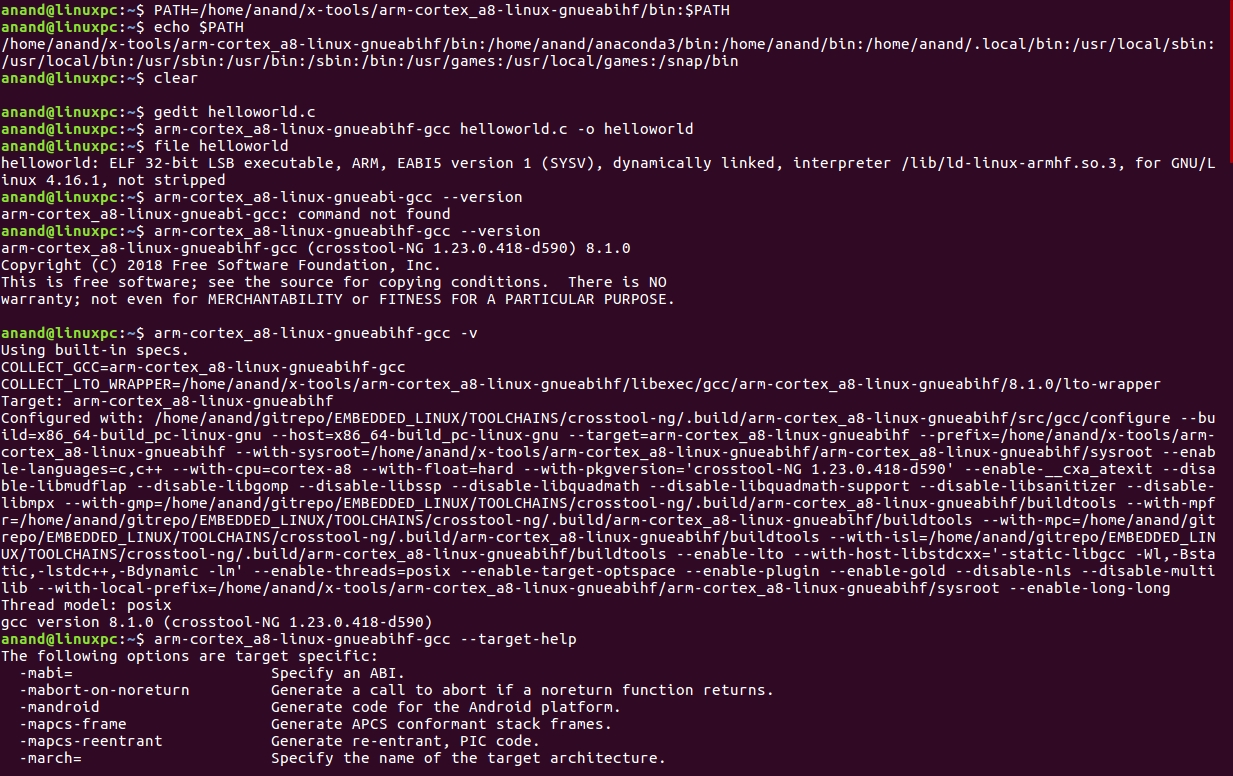 anand@linuxpc:~$ PATH=/home/anand/x-tools/arm-cortex_a8-linux-gnueabihf/bin:$PATH
anand@linuxpc:~$ echo $PATH
/home/anand/x-tools/arm-cortex_a8-linux-gnueabihf/bin:/home/anand/anaconda3/bin:/home/anand/bin:/home/anand/.local/bin:/usr/local/sbin:
/usr/local/bin:/usr/sbin:/usr/bin:/sbin:/bin:/usr/games:/usr/local/games:/snap/bin
anand@linuxpc:~$ clear

anand@linuxpc:~$ gedit helloworld.c
anand@linuxpc:~$ arm-cortex_a8-linux-gnueabihf-gcc helloworld.c -o helloworld
anand@linuxpc:~$ file helloworld
helloworld: ELF 32-bit LSB executable, ARM, EABI5 version 1 (SYSV), dynamically linked, interpreter /lib/ld-linux-armhf.so.3, for GNU/L
inux 4.16.1, not stripped
anand@linuxpc:~$ arm-cortex_a8-linux-gnueabi-gcc --version
arm-cortex_a8-linux-gnueabi-gcc: command not found
anand@linuxpc:~$ arm-cortex_a8-linux-gnueabihf-gcc --version
arm-cortex_a8-linux-gnueabihf-gcc (crosstool-NG 1.23.0.418-d590) 8.1.0
Copyright (C) 2018 Free Software Foundation, Inc.
This is free software; see the source for copying conditions.  There is NO
warranty; not even for MERCHANTABILITY or FITNESS FOR A PARTICULAR PURPOSE.

anand@linuxpc:~$ arm-cortex_a8-linux-gnueabihf-gcc -v
Using built-in specs.
COLLECT_GCC=arm-cortex_a8-linux-gnueabihf-gcc
COLLECT_LTO_WRAPPER=/home/anand/x-tools/arm-cortex_a8-linux-gnueabihf/libexec/gcc/arm-cortex_a8-linux-gnueabihf/8.1.0/lto-wrapper
Target: arm-cortex_a8-linux-gnueabihf
Configured with: /home/anand/gitrepo/EMBEDDED_LINUX/TOOLCHAINS/crosstool-ng/.build/arm-cortex_a8-linux-gnueabihf/src/gcc/configure --bu
ild=x86_64-build_pc-linux-gnu --host=x86_64-build_pc-linux-gnu --target=arm-cortex_a8-linux-gnueabihf --prefix=/home/anand/x-tools/arm-
cortex_a8-linux-gnueabihf --with-sysroot=/home/anand/x-tools/arm-cortex_a8-linux-gnueabihf/arm-cortex_a8-linux-gnueabihf/sysroot --enab
le-languages=c,c++ --with-cpu=cortex-a8 --with-float=hard --with-pkgversion='crosstool-NG 1.23.0.418-d590' --enable-__cxa_atexit --disa
ble-libmudflap --disable-libgomp --disable-libssp --disable-libquadmath --disable-libquadmath-support --disable-libsanitizer --disable-
libmpx --with-gmp=/home/anand/gitrepo/EMBEDDED_LINUX/TOOLCHAINS/crosstool-ng/.build/arm-cortex_a8-linux-gnueabihf/buildtools --with-mpf
r=/home/anand/gitrepo/EMBEDDED_LINUX/TOOLCHAINS/crosstool-ng/.build/arm-cortex_a8-linux-gnueabihf/buildtools --with-mpc=/home/anand/git
repo/EMBEDDED_LINUX/TOOLCHAINS/crosstool-ng/.build/arm-cortex_a8-linux-gnueabihf/buildtools --with-isl=/home/anand/gitrepo/EMBEDDED_LIN
UX/TOOLCHAINS/crosstool-ng/.build/arm-cortex_a8-linux-gnueabihf/buildtools --enable-lto --with-host-libstdcxx='-static-libgcc -Wl,-Bsta
tic,-lstdc++,-Bdynamic -lm' --enable-threads=posix --enable-target-optspace --enable-plugin --enable-gold --disable-nls --disable-multi
lib --with-local-prefix=/home/anand/x-tools/arm-cortex_a8-linux-gnueabihf/arm-cortex_a8-linux-gnueabihf/sysroot --enable-long-long
Thread model: posix
gcc version 8.1.0 (crosstool-NG 1.23.0.418-d590)
anand@linuxpc:~$ arm-cortex_a8-linux-gnueabihf-gcc --target-help
The following options are target specific:
  -mabi=                      Specify an ABI.
  -mabort-on-noreturn         Generate a call to abort if a noreturn function returns.
  -mandroid                   Generate code for the Android platform.
  -mapcs-frame                Generate APCS conformant stack frames.
  -mapcs-reentrant            Generate re-entrant, PIC code.
  -march=                     Specify the name of the target architecture.